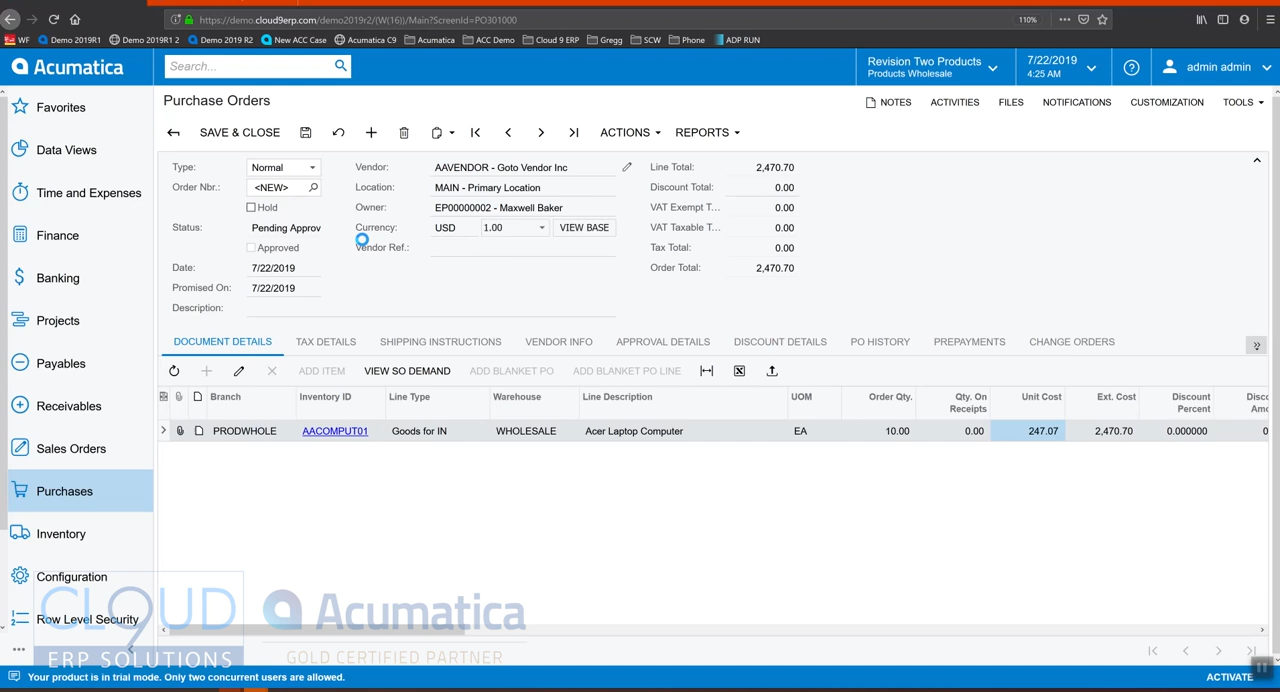 https://demo.cloud9erp.com/demo2019r2/(W(16))/Main?ScreenId=PO301000
110%
WF Demo 2019R1 Demo 2019R1 2 Demo 2019 R2 New ACC Case Acumatica C9 Acumatica ACC Demo Cloud 9 ERP Gregg SCW Phone ADP RUN
Acumatica
Search...
Revision Two Products
Products Wholesale
7/22/2019
4:25 AM
admin admin
Favorites
Data Views
Time and Expenses
Finance
Banking
Projects
Payables
Receivables
Sales Orders
Purchases
Inventory
Configuration
Row Level Security
Purchase Orders
NOTES ACTIVITIES FILES NOTIFICATIONS CUSTOMIZATION TOOLS
SAVE & CLOSE ACTIONS REPORTS
Type: Normal Vendor: AAVENDOR - Goto Vendor Inc Line Total: 2,470.70
Order Nbr.: <NEW> Location: MAIN - Primary Location Discount Total: 0.00
Hold Owner: EP00000002 - Maxwell Baker VAT Exempt T... 0.00
Status: Pending Approv Currency: USD 1.00 VIEW BASE VAT Taxable T... 0.00
Approved Vendor Ref.: Tax Total: 0.00
Date: 7/22/2019 Order Total: 2,470.70
Promised On: 7/22/2019
Description:
DOCUMENT DETAILS TAX DETAILS SHIPPING INSTRUCTIONS VENDOR INFO APPROVAL DETAILS DISCOUNT DETAILS PO HISTORY PREPAYMENTS CHANGE ORDERS
ADD ITEM VIEW SO DEMAND ADD BLANKET PO ADD BLANKET PO LINE
Branch Inventory ID Line Type Warehouse Line Description UOM Order Qty. Qty. On Receipts Unit Cost Ext. Cost Discount Percent Disco Amo
PRODWHOLE AACOMPUT01 Goods for IN WHOLESALE Acer Laptop Computer EA 10.00 0.00 247.07 2,470.70 0.000000 0
CLOUD9
ERP SOLUTIONS
Acumatica
GOLD CERTIFIED PARTNER
Your product is in trial mode. Only two concurrent users are allowed.
ACTIVATE